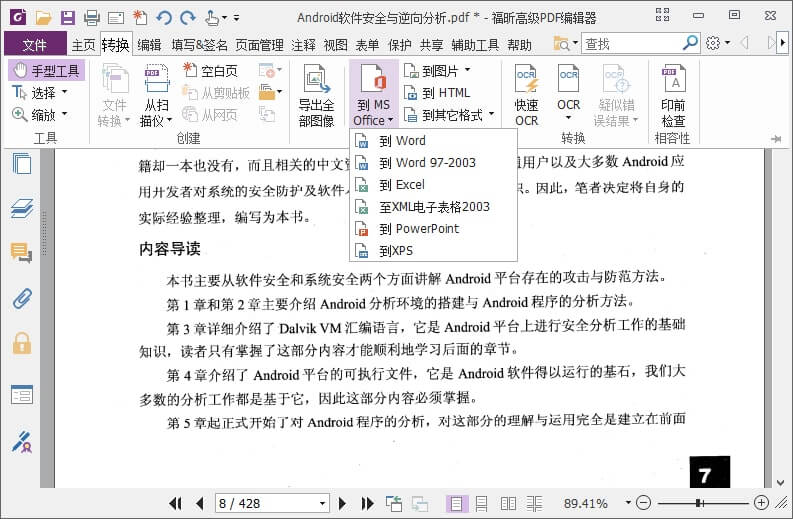 Android软件安全与逆向分析.pdf * - 福昕高级PDF编辑器
文件 主页 转换 编辑 填写&签名 页面管理 注释 视图 表单 保护 共享 辅助工具 查找
手型工具
选择
缩放
工具
文件转换
从扫描仪
空白页
从剪贴板
从网页
创建
导出全部图像
到 MS Office
到图片
到 HTML
到其它格式
快速OCR
OCR
疑似错误结果
转换
印前检查
相容性
到 Word
到 Word 97-2003
到 Excel
至XML电子表格2003
到 PowerPoint
到XPS
籍却一本也没有，而且相关的中文资 用户以及大多数 Android 应
用开发者对系统的安全防护及软件 识。因此，笔者决定将自身的
实际经验整理，编写为本书。
内容导读
本书主要从软件安全和系统安全两个方面讲解 Android 平台存在的攻击与防范方法。
第 1 章和第 2 章主要介绍 Android 分析环境的搭建与 Android 程序的分析方法。
第 3 章详细介绍了 Dalvik VM 汇编语言，它是 Android 平台上进行安全分析工作的基础
知识，读者只有掌握了这部分内容才能顺利地学习后面的章节。
第 4 章介绍了 Android 平台的可执行文件，它是 Android 软件得以运行的基石，我们大
多数的分析工作都是基于它，因此这部分内容必须掌握。
第 5 章起正式开始了对 Android 程序的分析，对这部分的理解与运用完全是建立在前面
7
8 / 428
89.41%